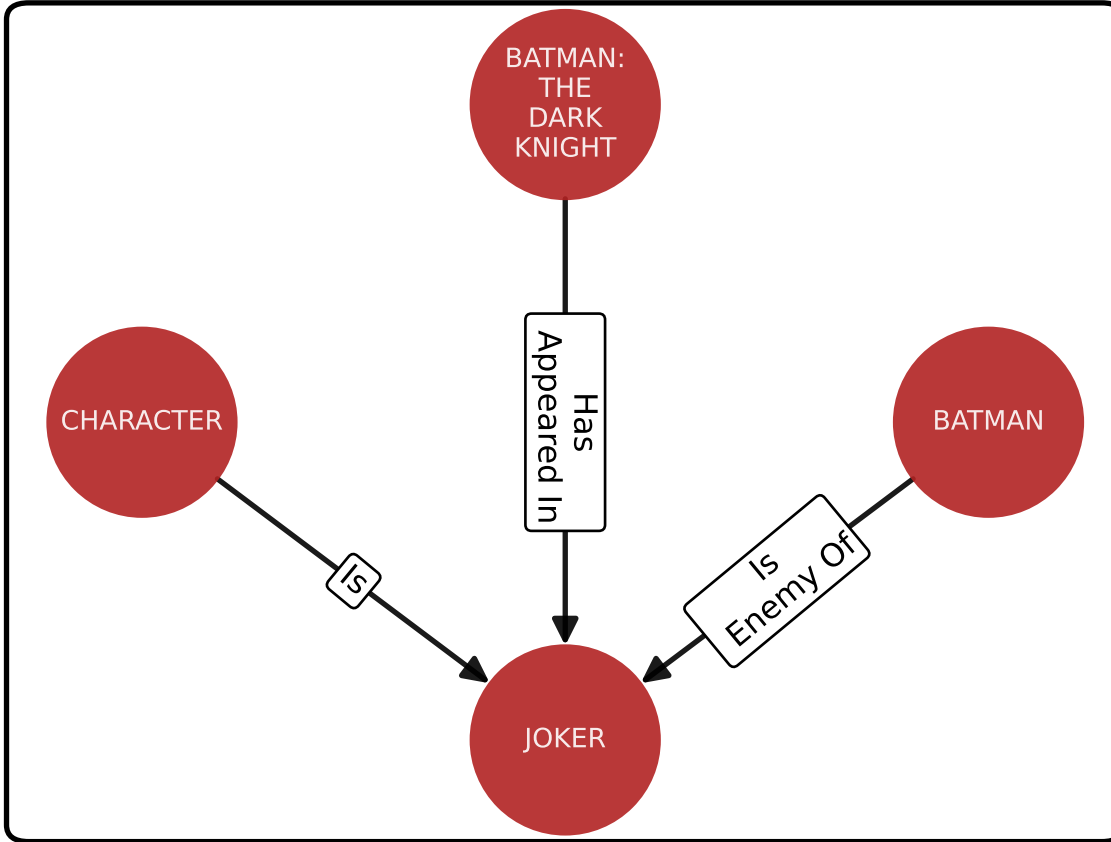 BATMAN:
THE
DARK
KNIGHT
Has
Appeared In
CHARACTER
BATMAN
Is
Is
Enemy Of
JOKER